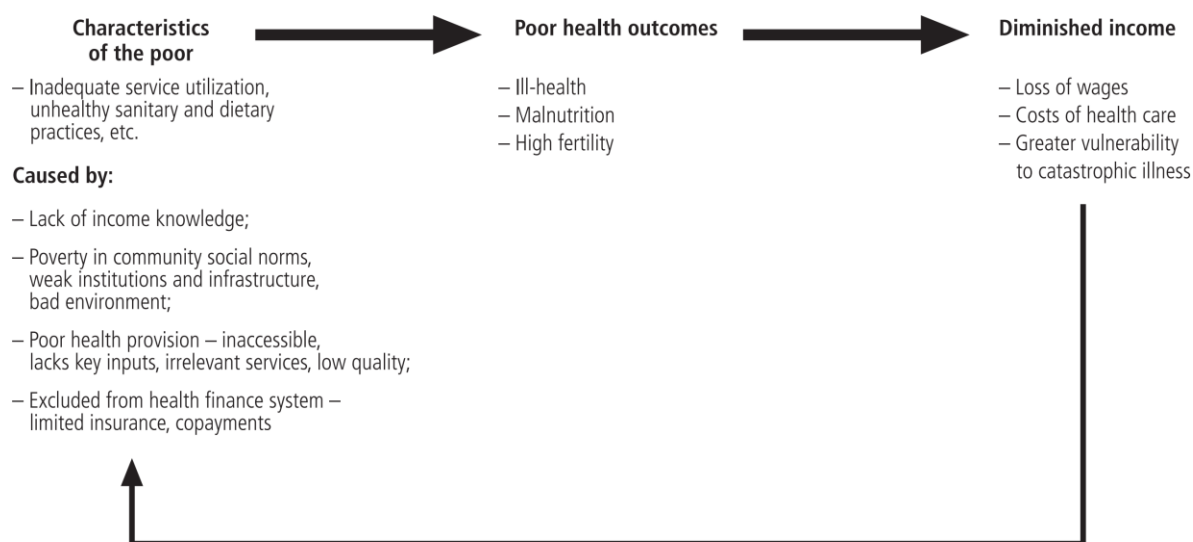 Characteristics
of the poor
– Inadequate service utilization,
unhealthy sanitary and dietary
practices, etc.
Caused by:
– Lack of income knowledge;
– Poverty in community social norms,
weak institutions and infrastructure,
bad environment;
– Poor health provision – inaccessible,
lacks key inputs, irrelevant services, low quality;
– Excluded from health finance system –
limited insurance, copayments
Poor health outcomes
– Ill-health
– Malnutrition
– High fertility
Diminished income
– Loss of wages
– Costs of health care
– Greater vulnerability
to catastrophic illness